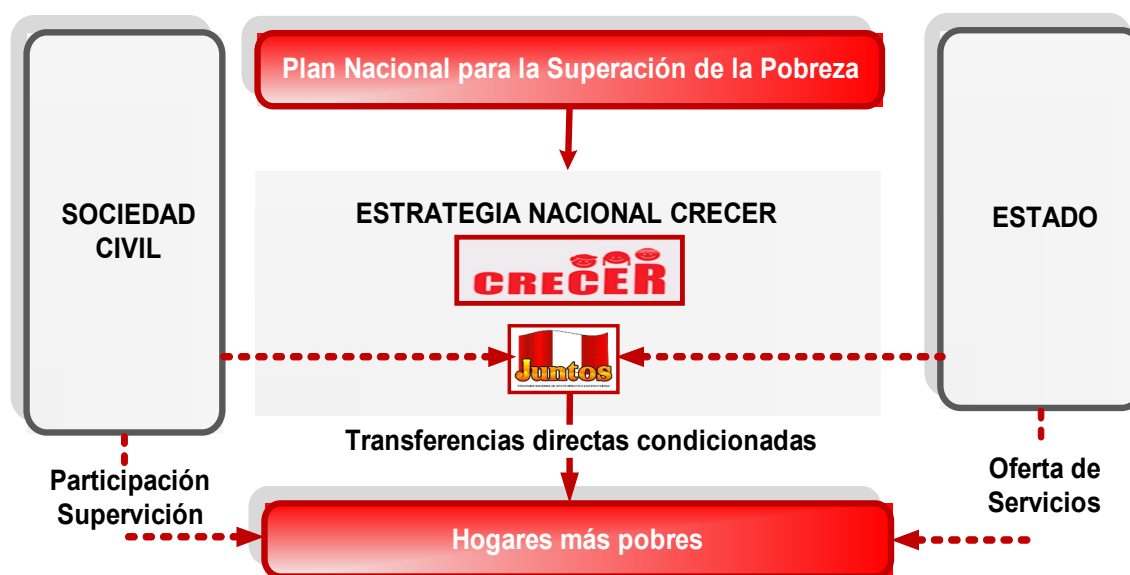 Plan Nacional para la Superación de la Pobreza
SOCIEDAD
CIVIL
ESTRATEGIA NACIONAL CRECER
CRECER
ESTADO
Juntos
Transferencias directas condicionadas
Participación
Supervición
Oferta de
Servicios
Hogares más pobres